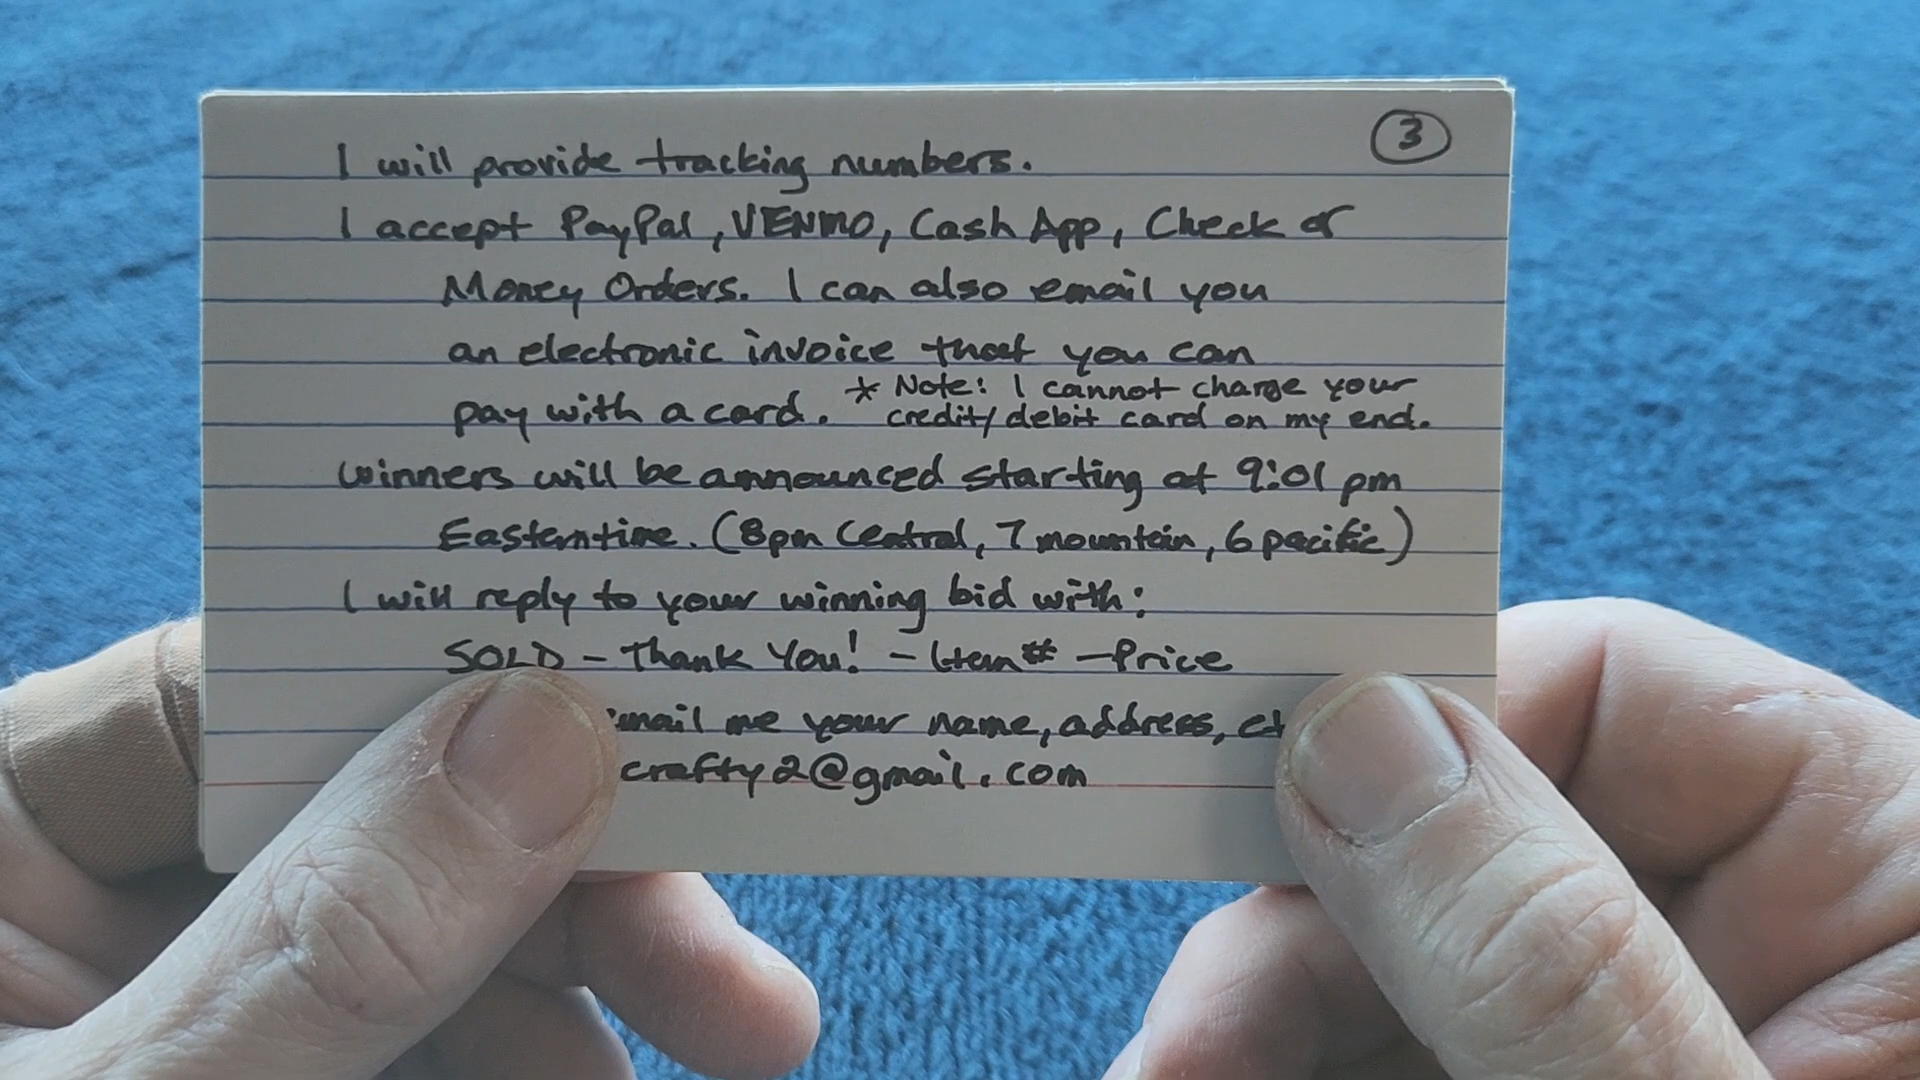 3
I will provide tracking numbers.
I accept PayPal, VENMO, Cash App, Check or
Money Orders. I can also email you
an electronic invoice that you can
pay with a card. * Note: I cannot charge your
credit/debit card on my end.
Winners will be announced starting at 9:01 pm
Eastern time. (8pm Central, 7 mountain, 6 pacific)
I will reply to your winning bid with:
SOLD - Thank You! - Item# - Price
me your name, address,
crafty2@gmail.com